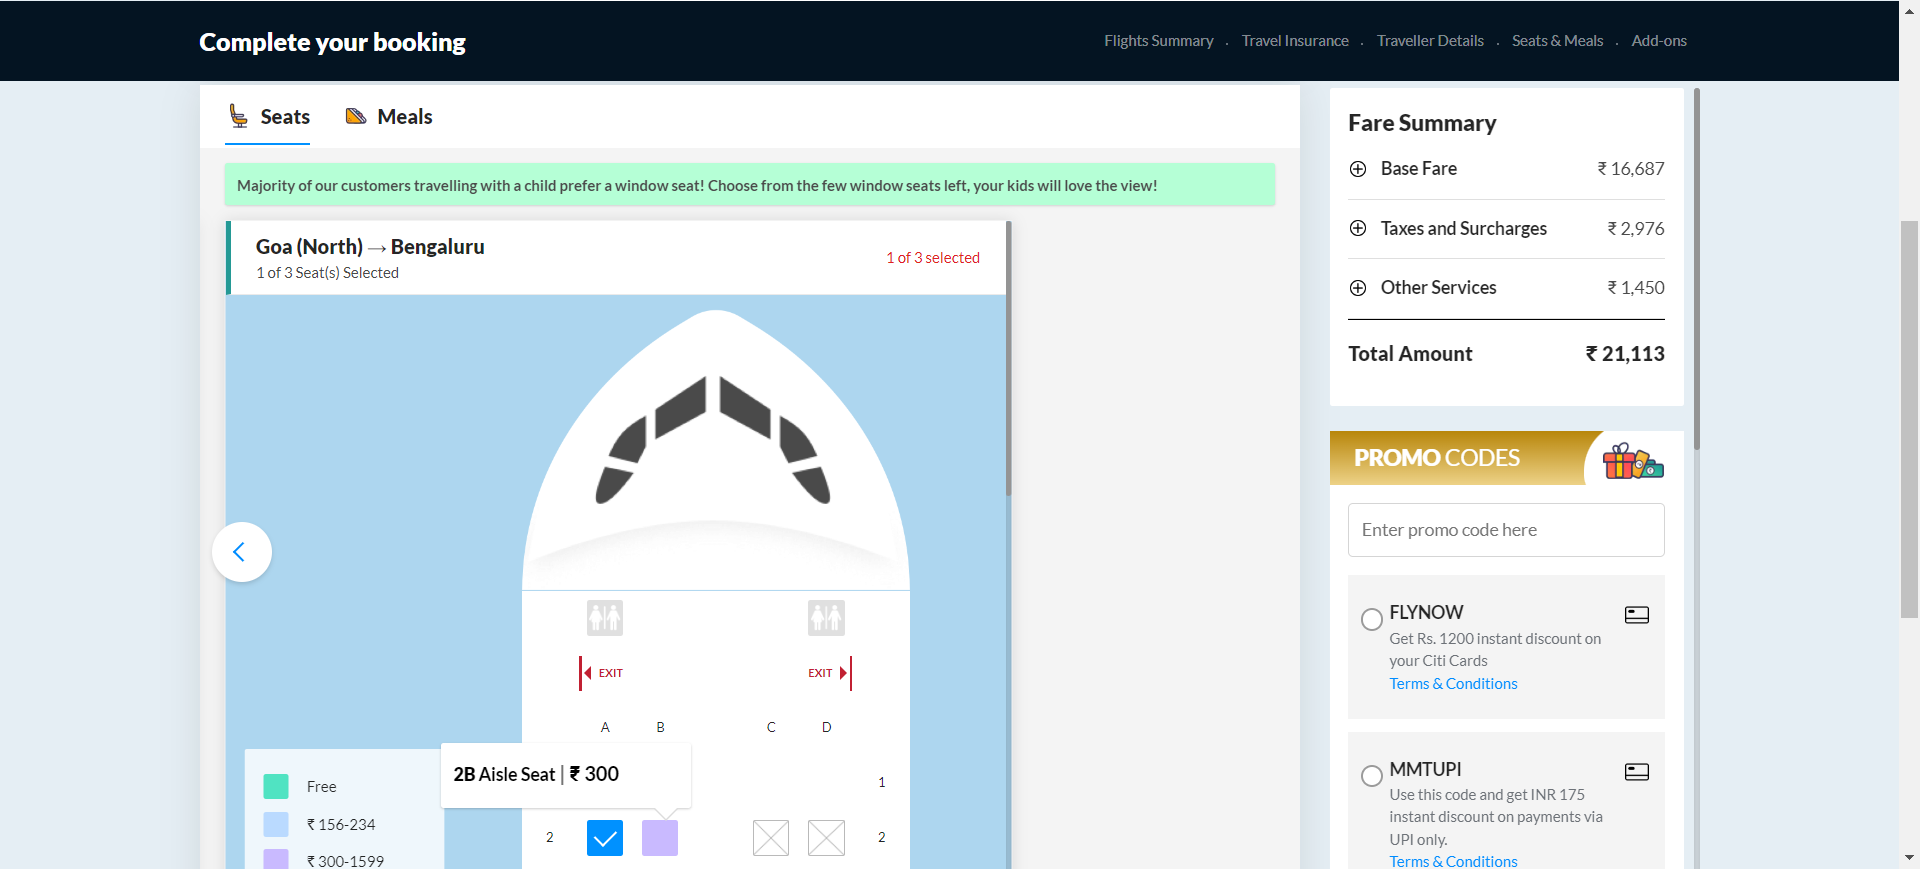 Complete your booking
Flights Summary . Travel Insurance . Traveller Details . Seats & Meals . Add-ons
Seats
Meals
Majority of our customers travelling with a child prefer a window seat! Choose from the few window seats left, your kids will love the view!
Goa (North) → Bengaluru
1 of 3 Seat(s) Selected
1 of 3 selected
EXIT
EXIT
A B C D
2B Aisle Seat | ₹ 300
1
2
2
Free
₹ 156-234
₹ 300-1599
Fare Summary
Base Fare ₹ 16,687
Taxes and Surcharges ₹ 2,976
Other Services ₹ 1,450
Total Amount ₹ 21,113
PROMO CODES
Enter promo code here
FLYNOW
Get Rs. 1200 instant discount on
your Citi Cards
Terms & Conditions
MMTUPI
Use this code and get INR 175
instant discount on payments via
UPI only.
Terms & Conditions